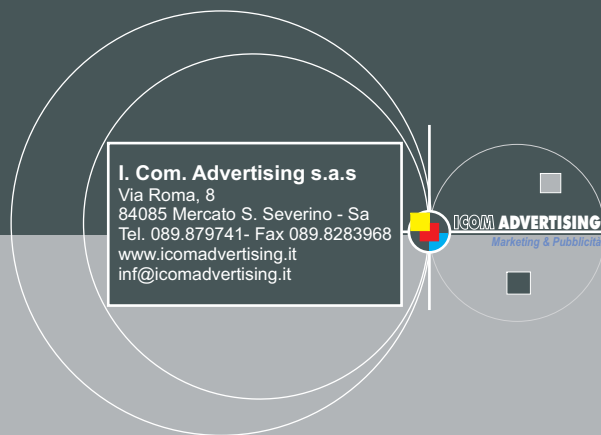 I. Com. Advertising s.a.s
Via Roma, 8
84085 Mercato S. Severino - Sa
Tel. 089.879741- Fax 089.8283968
www.icomadvertising.it
inf@icomadvertising.it
ICOM ADVERTISING
Marketing & Pubblicità